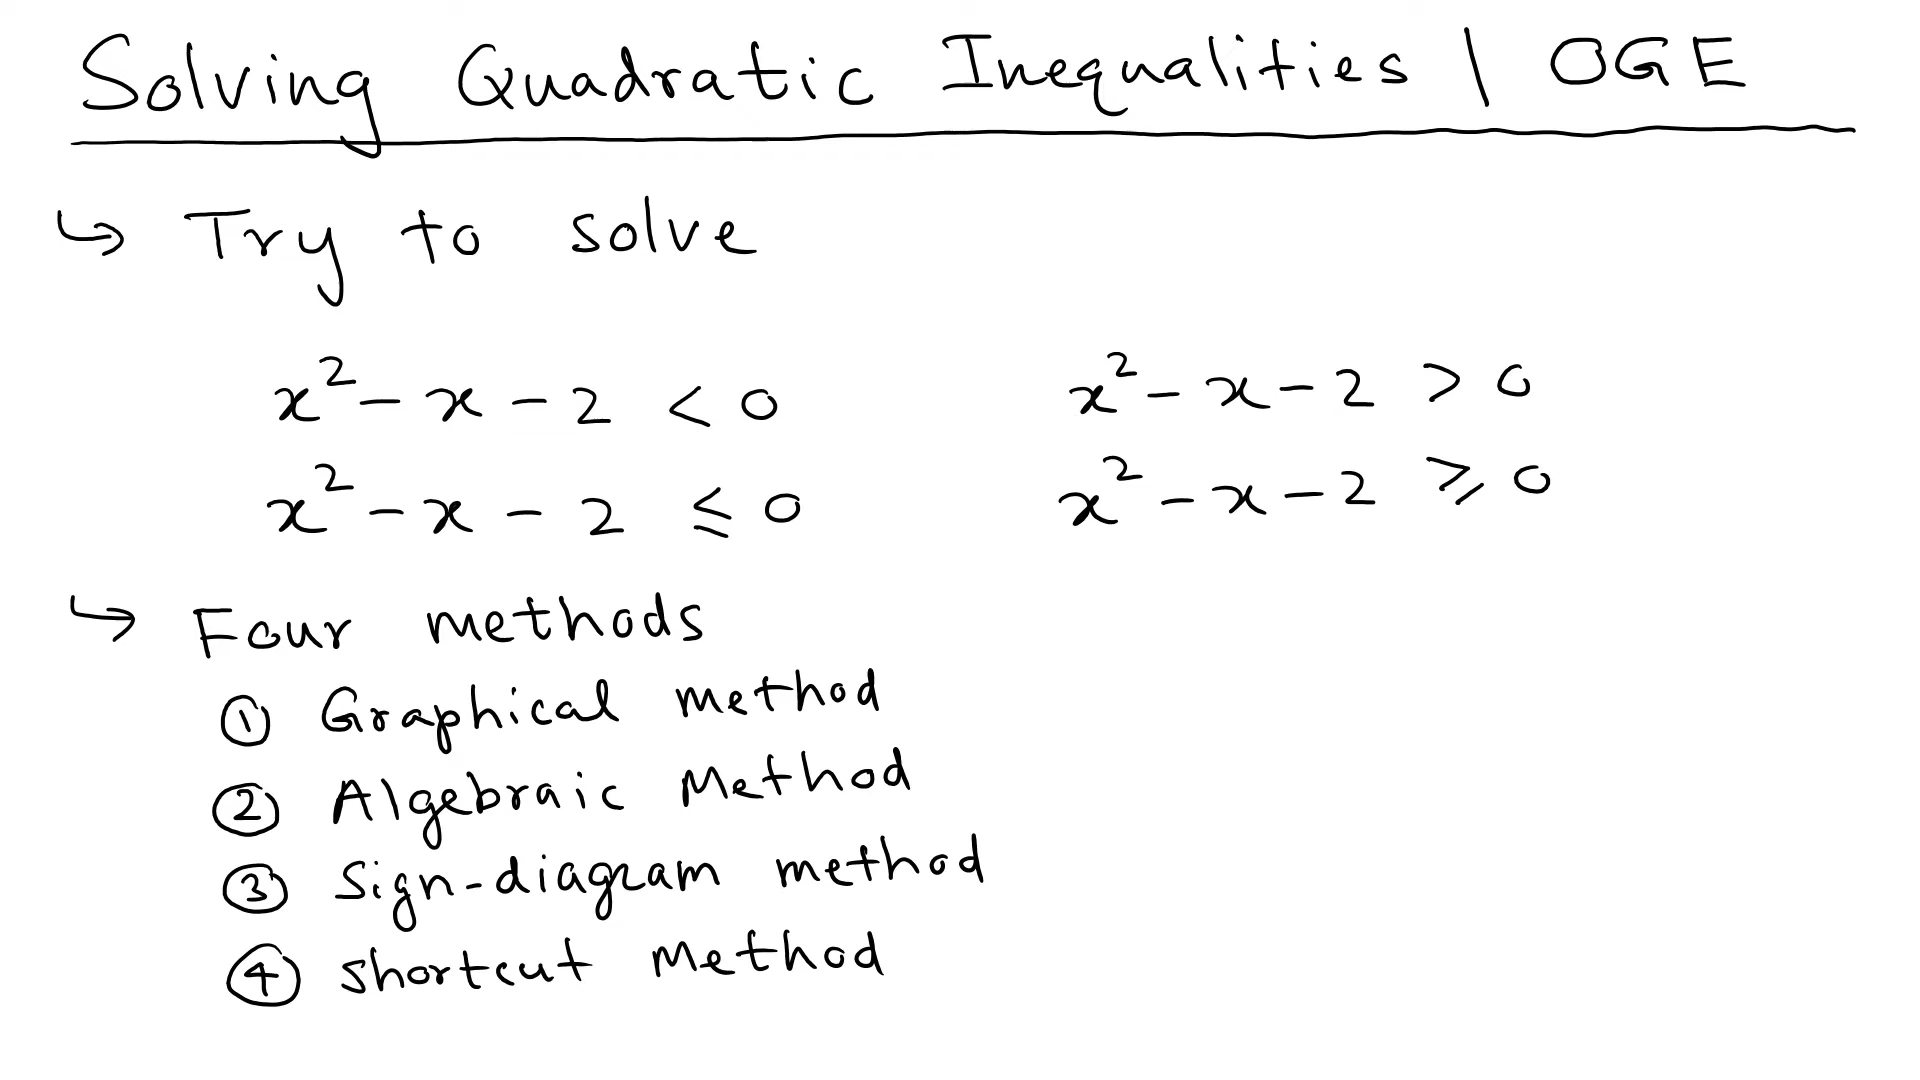 Solving Quadratic Inequalities | OGE
↳ Try to solve
x² - x - 2 < 0
x² - x - 2 > 0
x² - x - 2 ≤ 0
x² - x - 2 ⩾ 0
↳ Four methods
① Graphical method
② Algebraic Method
③ Sign-diagram method
④ Shortcut Method